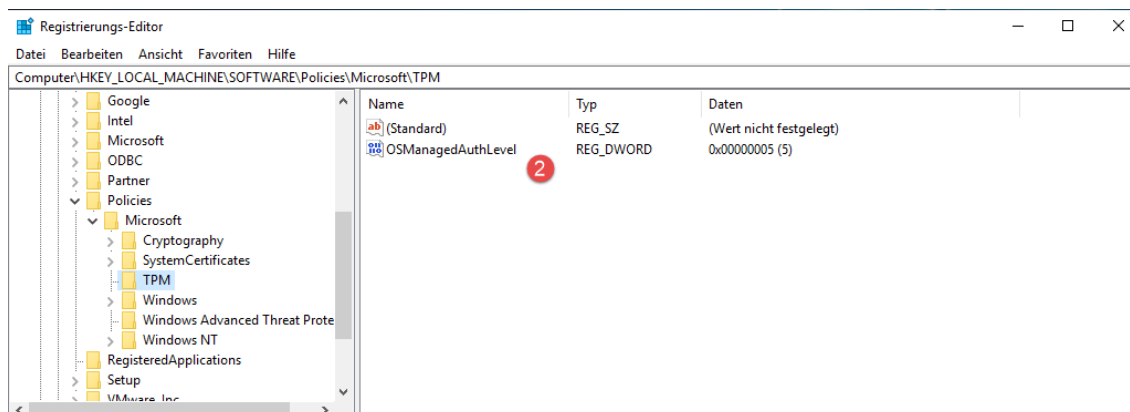 Registrierungs-Editor
Datei Bearbeiten Ansicht Favoriten Hilfe
Computer\HKEY_LOCAL_MACHINE\SOFTWARE\Policies\Microsoft\TPM
Google
Intel
Microsoft
ODBC
Partner
Policies
Microsoft
Cryptography
SystemCertificates
TPM
Windows
Windows Advanced Threat Prote
Windows NT
RegisteredApplications
Setup
VMware, Inc.
Name Typ Daten
(Standard) REG_SZ (Wert nicht festgelegt)
OSManagedAuthLevel REG_DWORD 0x00000005 (5)
2